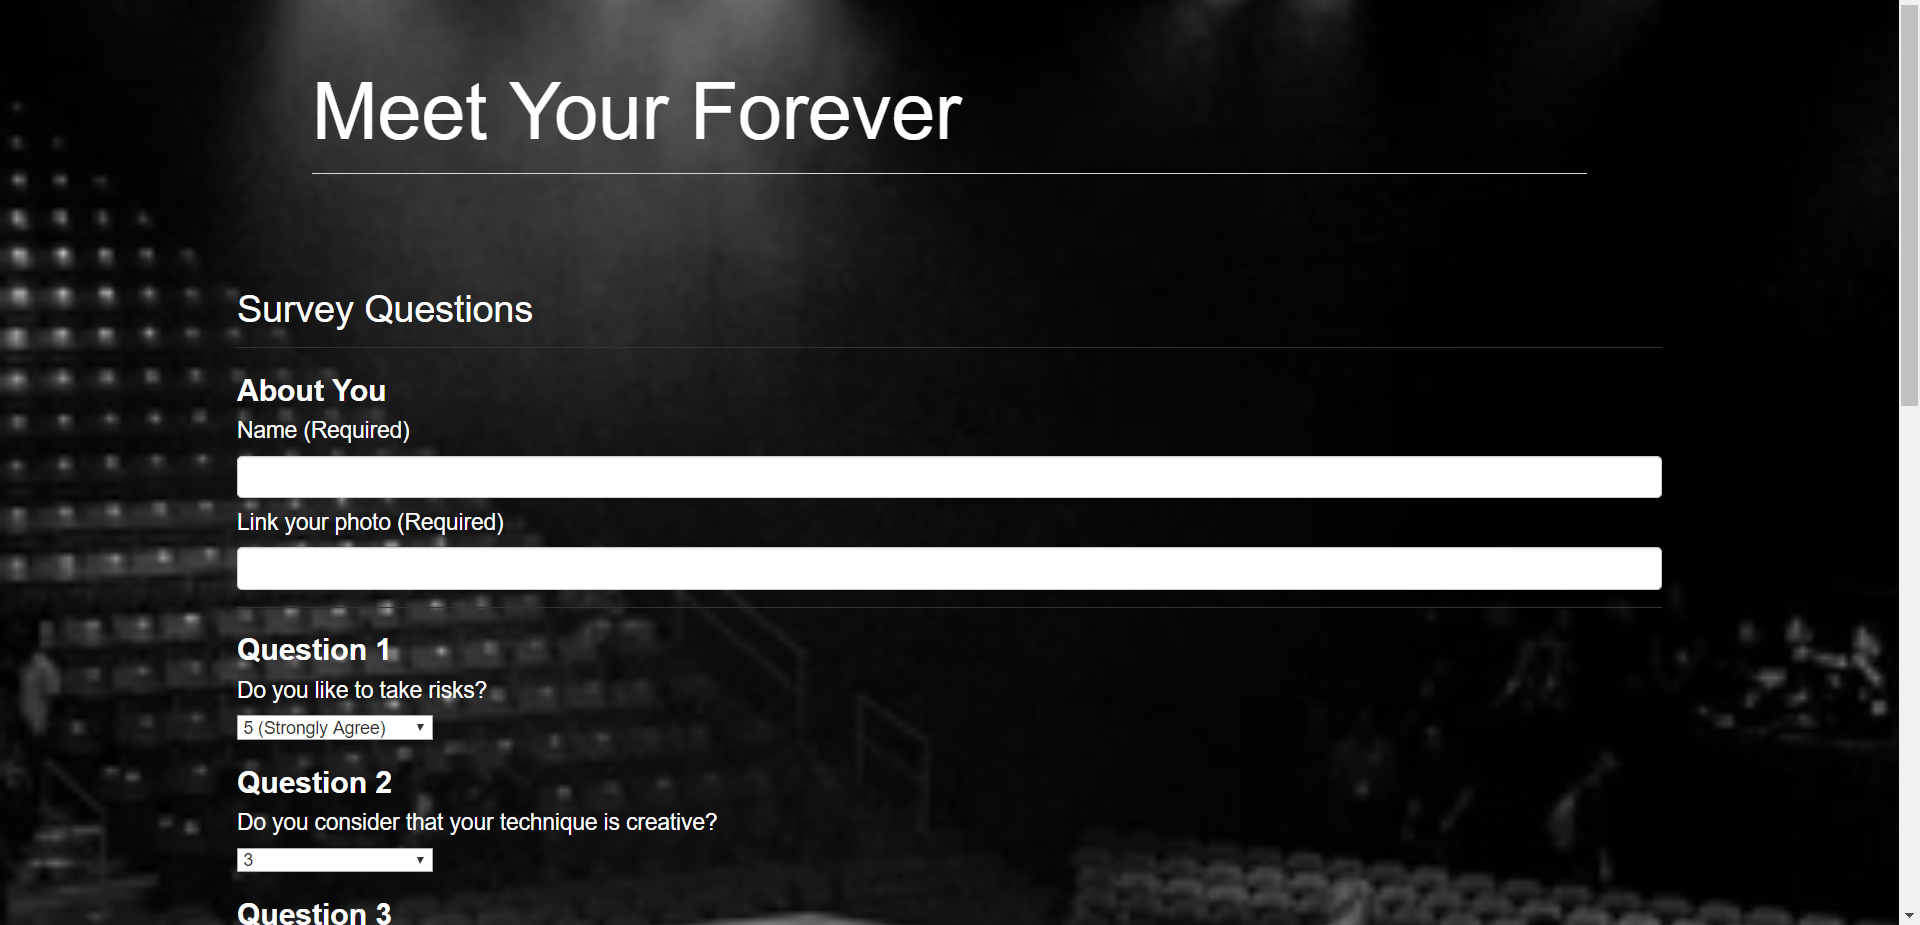 Meet Your Forever
Survey Questions
About You
Name (Required)
Link your photo (Required)
Question 1
Do you like to take risks?
5 (Strongly Agree)
Question 2
Do you consider that your technique is creative?
3
Question 3